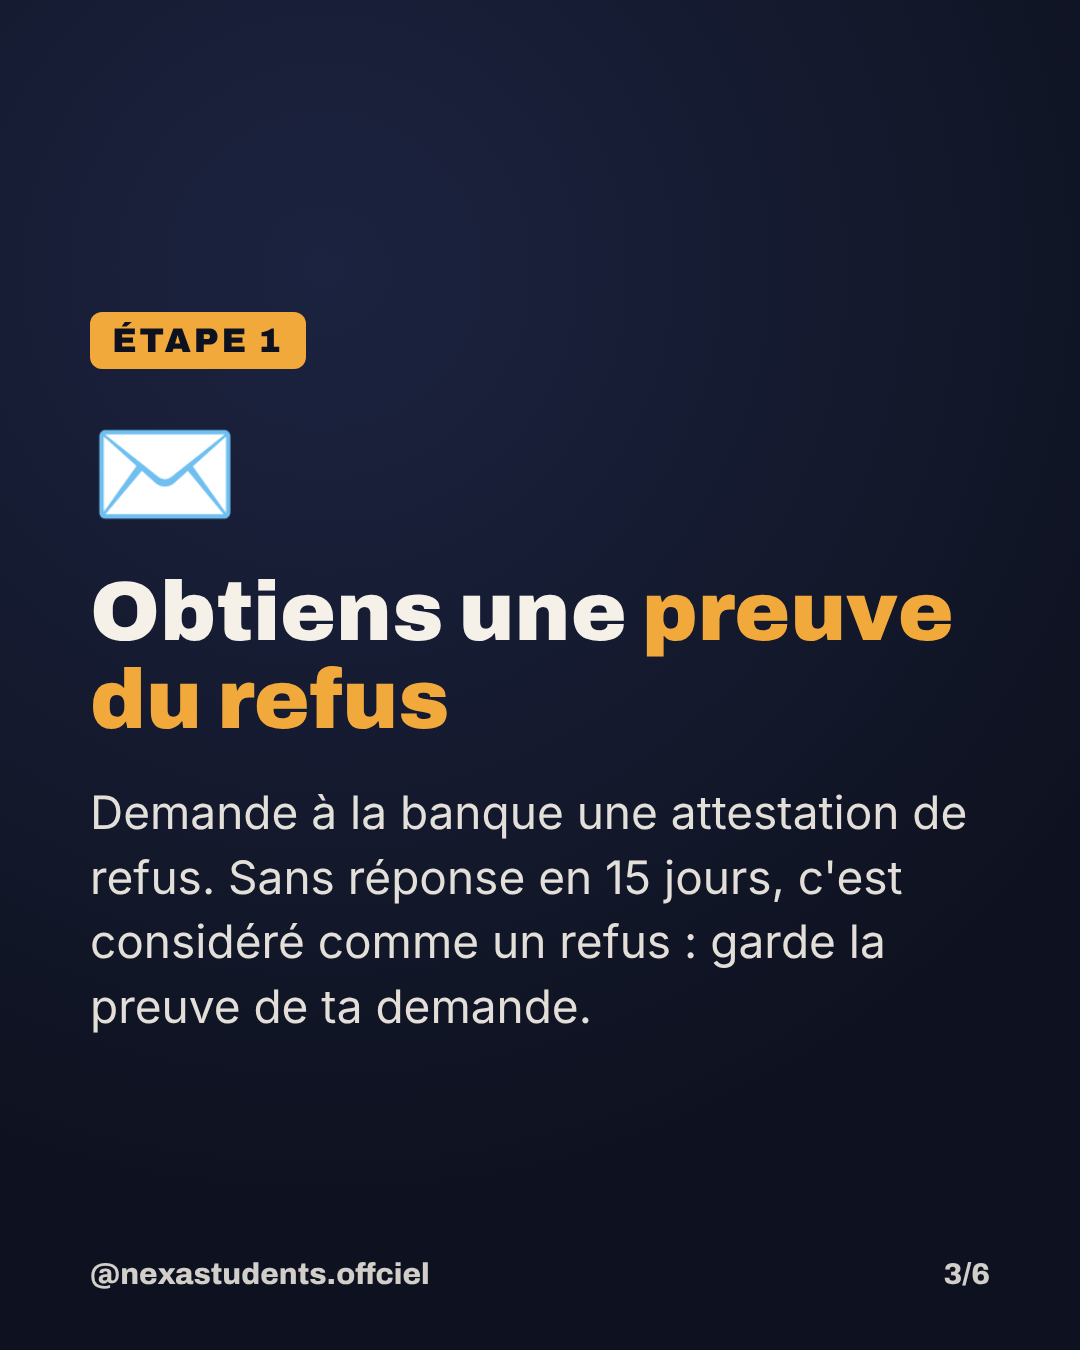 ÉTAPE 1
Obtiens une preuve
du refus
Demande à la banque une attestation de
refus. Sans réponse en 15 jours, c'est
considéré comme un refus : garde la
preuve de ta demande.
@nexastudents.offciel
3/6